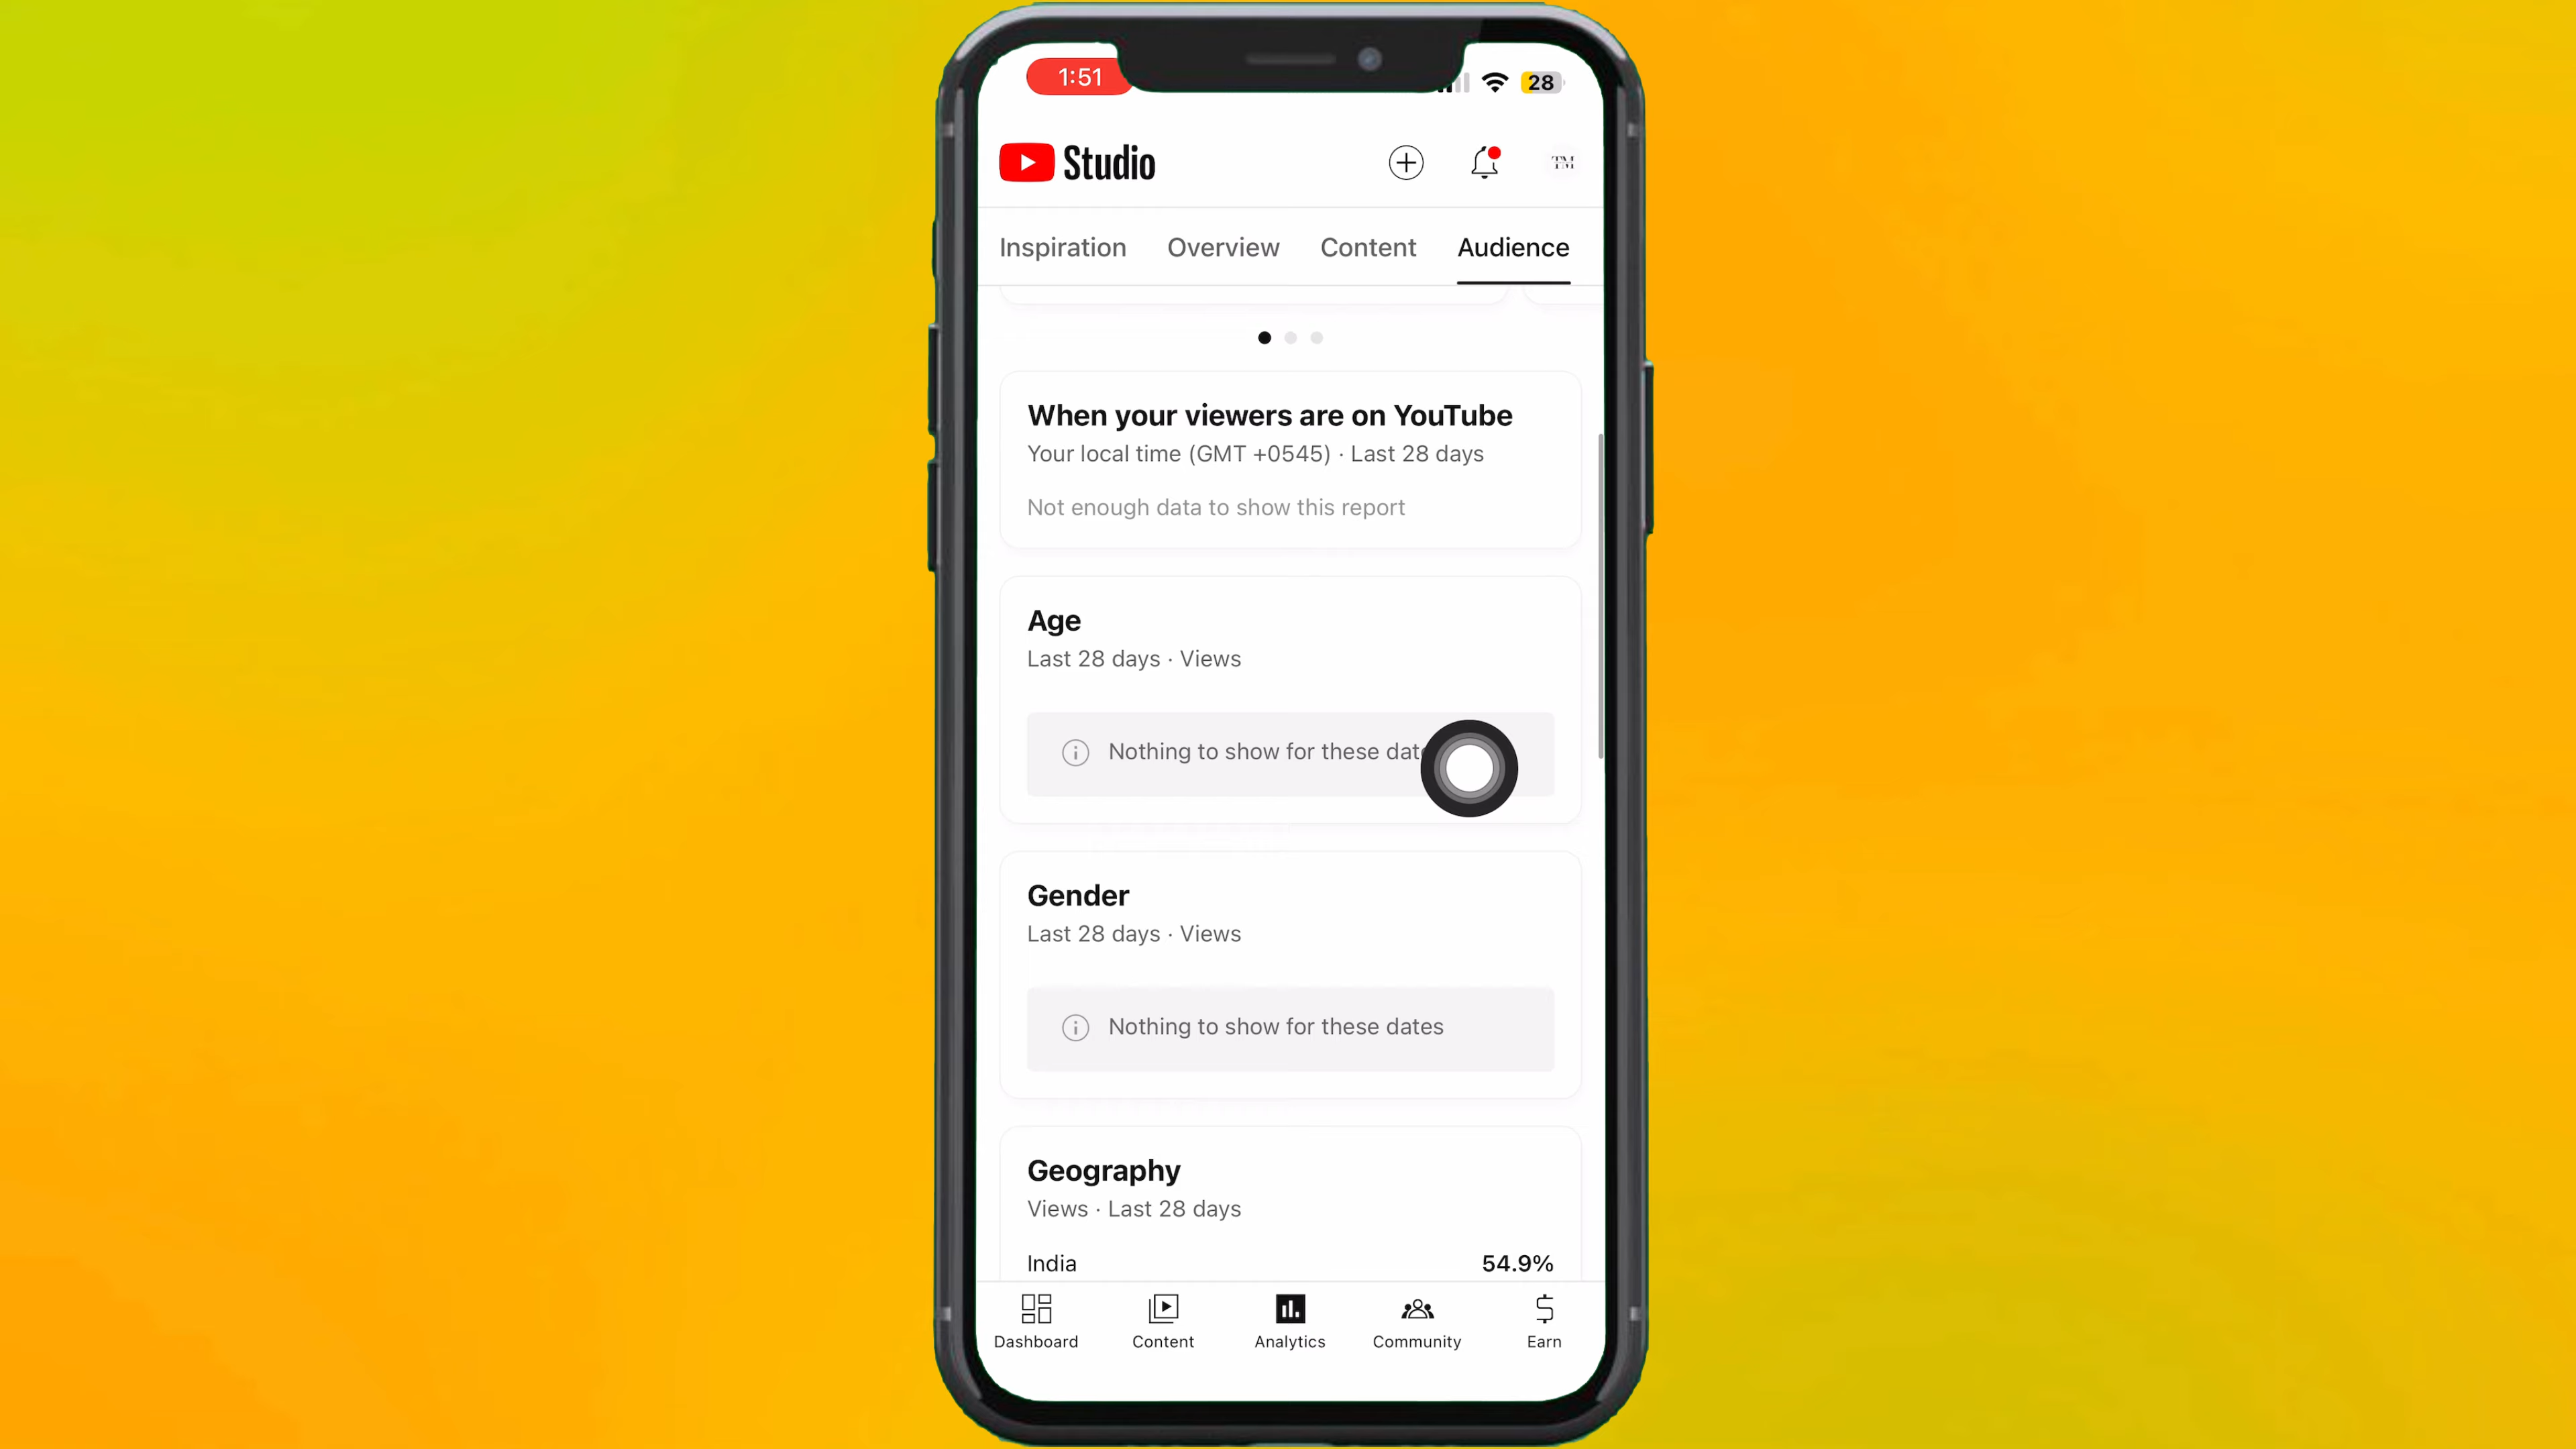 1:51
28
Studio
TM
Inspiration Overview Content Audience
When your viewers are on YouTube
Your local time (GMT +0545) · Last 28 days
Not enough data to show this report
Age
Last 28 days · Views
Nothing to show for these
Gender
Last 28 days · Views
Nothing to show for these dates
Geography
Views · Last 28 days
India 54.9%
Dashboard Content Analytics Community Earn